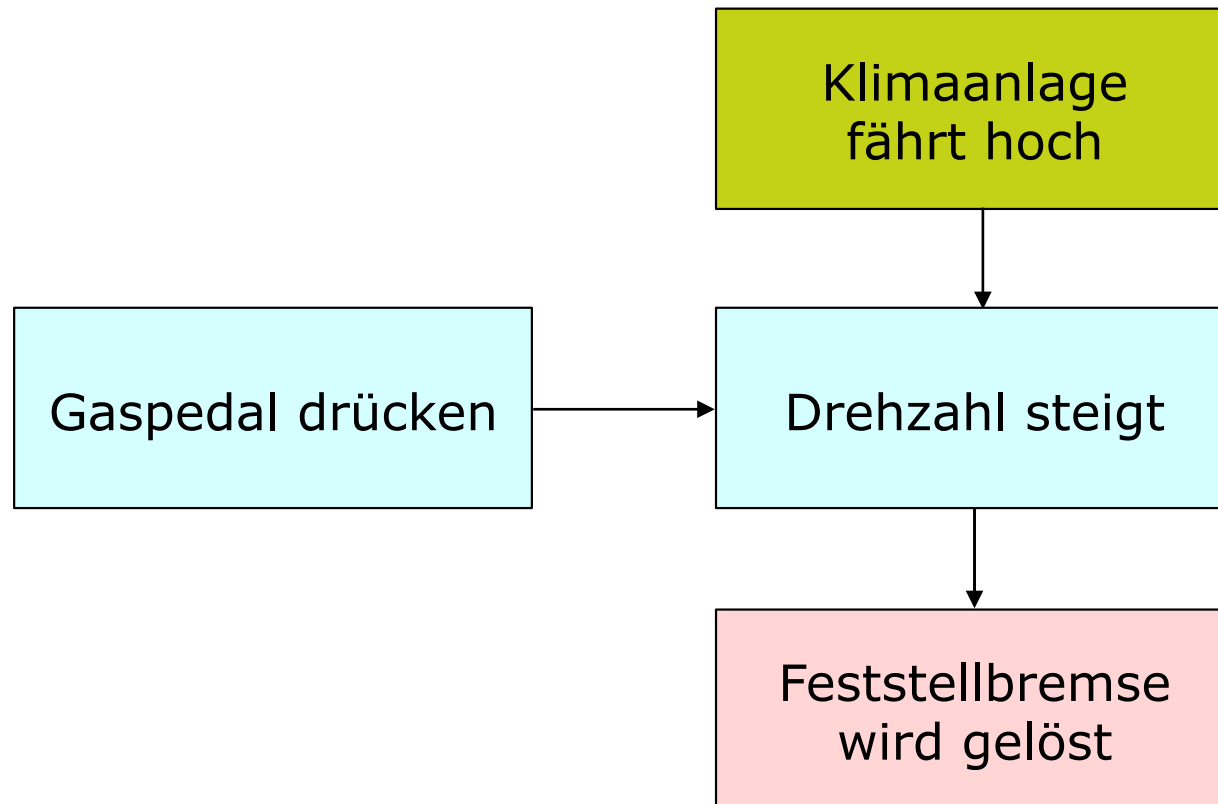 Klimaanlage
fährt hoch
Gaspedal drücken
Drehzahl steigt
Feststellbremse
wird gelöst